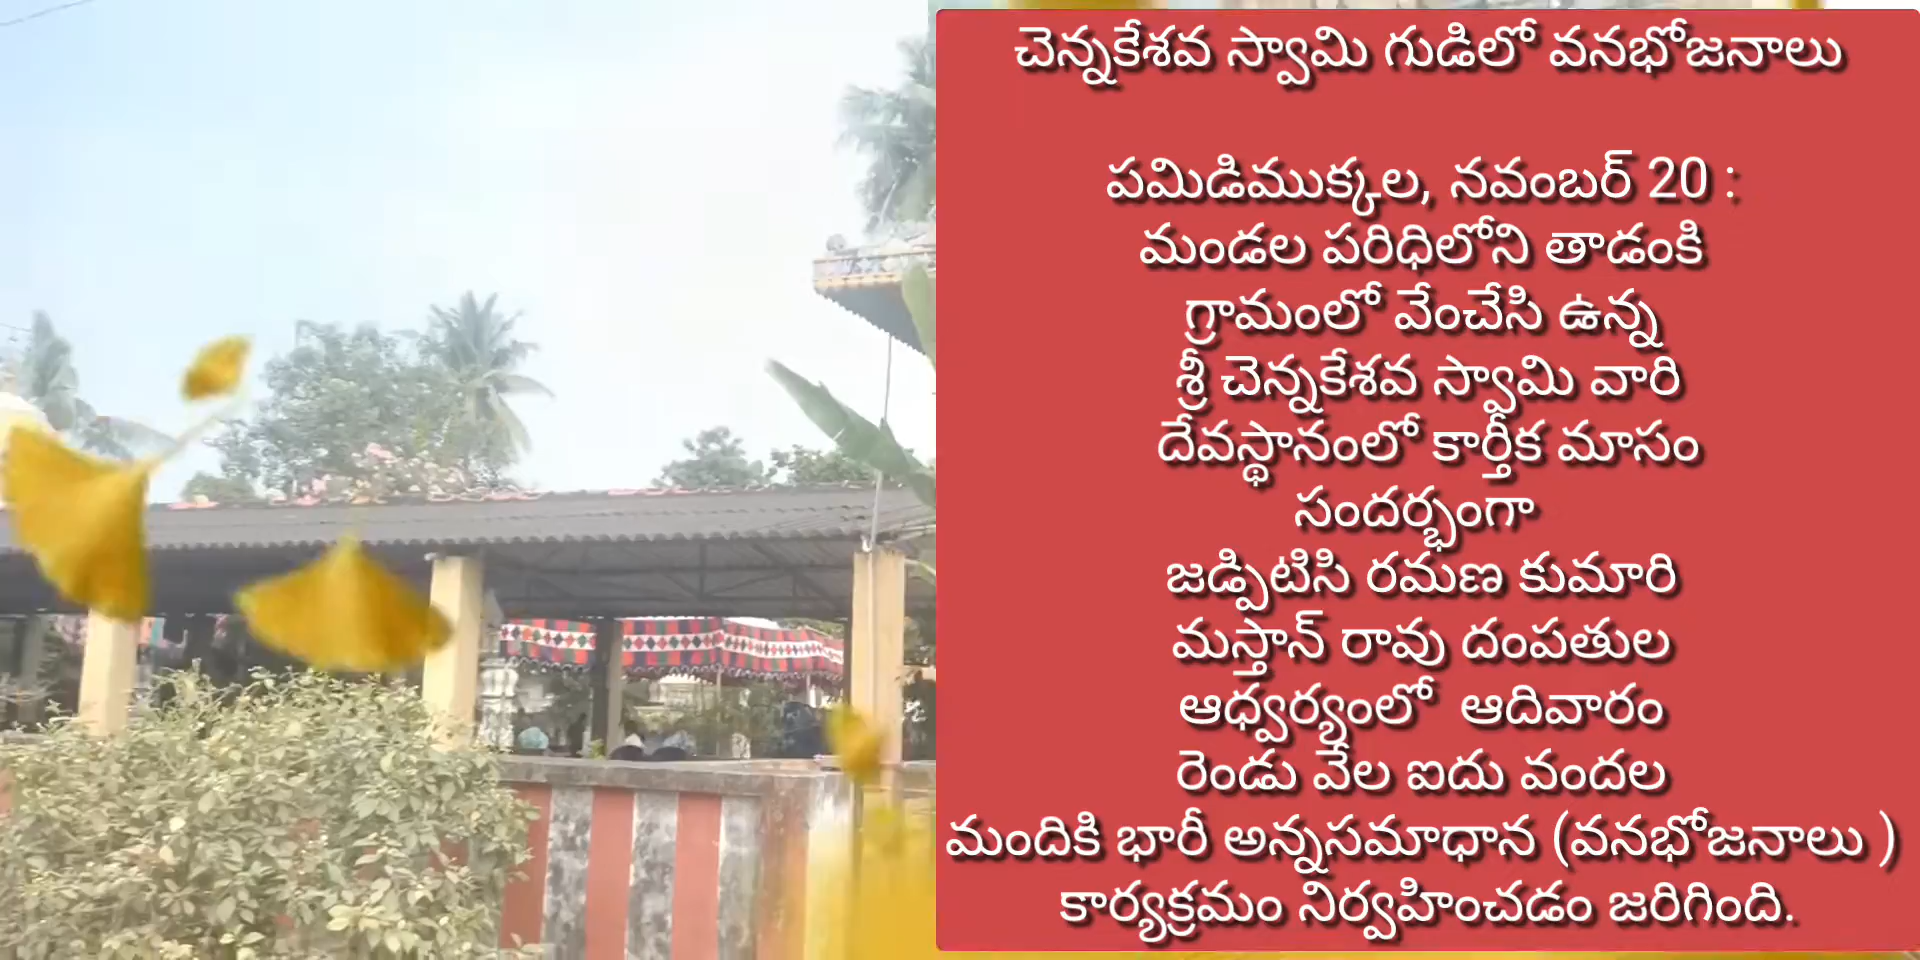 చెన్నకేశవ స్వామి గుడిలో వనభోజనాలు
పమిడిముక్కల, నవంబర్ 20 :
మండల పరిధిలోని తాడంకి
గ్రామంలో వేంచేసి ఉన్న
శ్రీ చెన్నకేశవ స్వామి వారి
దేవస్థానంలో కార్తీక మాసం
సందర్భంగా
జడ్పిటిసి రమణ కుమారి
మస్తాన్ రావు దంపతుల
ఆధ్వర్యంలో ఆదివారం
రెండు వేల ఐదు వందల
మందికి భారీ అన్నసమాధాన (వనభోజనాలు )
కార్యక్రమం నిర్వహించడం జరిగింది.